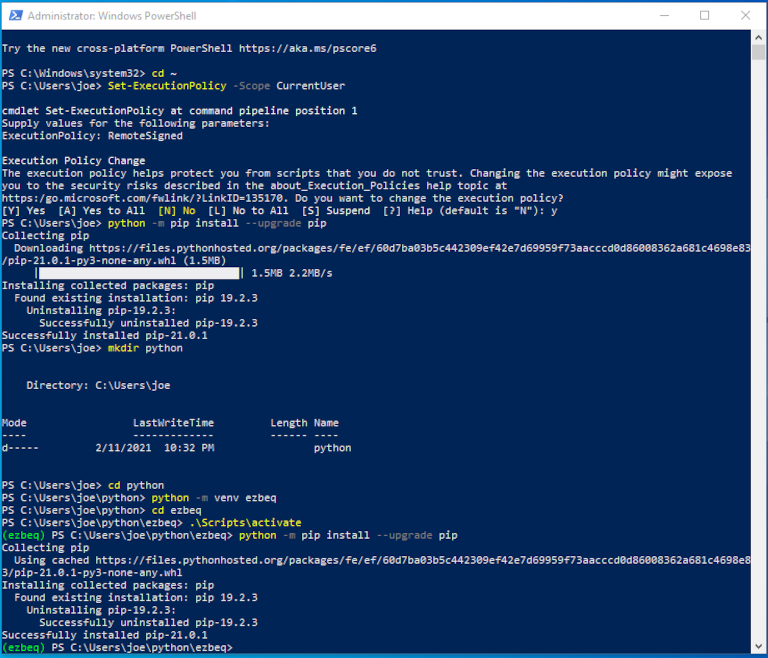 Administrator: Windows PowerShell
Try the new cross-platform PowerShell https://aka.ms/pscore6
PS C:\Windows\system32> cd ~
PS C:\Users\joe> Set-ExecutionPolicy -Scope CurrentUser
cmdlet Set-ExecutionPolicy at command pipeline position 1
Supply values for the following parameters:
ExecutionPolicy: RemoteSigned
Execution Policy Change
The execution policy helps protect you from scripts that you do not trust. Changing the execution policy might expose
you to the security risks described in the about_Execution_Policies help topic at
https:/go.microsoft.com/fwlink/?LinkID=135170. Do you want to change the execution policy?
[Y] Yes  [A] Yes to All  [N] No  [L] No to All  [S] Suspend  [?] Help (default is "N"): y
PS C:\Users\joe> python -m pip install --upgrade pip
Collecting pip
  Downloading https://files.pythonhosted.org/packages/fe/ef/60d7ba03b5c442309ef42e7d69959f73aacccd0d86008362a681c4698e83
/pip-21.0.1-py3-none-any.whl (1.5MB)
     |████████████████████████████████| 1.5MB 2.2MB/s
Installing collected packages: pip
  Found existing installation: pip 19.2.3
    Uninstalling pip-19.2.3:
      Successfully uninstalled pip-19.2.3
Successfully installed pip-21.0.1
PS C:\Users\joe> mkdir python
    Directory: C:\Users\joe
Mode                 LastWriteTime         Length Name
----                 -------------         ------ ----
d-----         2/11/2021  10:32 PM                python
PS C:\Users\joe> cd python
PS C:\Users\joe\python> python -m venv ezbeq
PS C:\Users\joe\python> cd ezbeq
PS C:\Users\joe\python\ezbeq> .\Scripts\activate
(ezbeq) PS C:\Users\joe\python\ezbeq> python -m pip install --upgrade pip
Collecting pip
  Using cached https://files.pythonhosted.org/packages/fe/ef/60d7ba03b5c442309ef42e7d69959f73aacccd0d86008362a681c4698e8
3/pip-21.0.1-py3-none-any.whl
Installing collected packages: pip
  Found existing installation: pip 19.2.3
    Uninstalling pip-19.2.3:
      Successfully uninstalled pip-19.2.3
Successfully installed pip-21.0.1
(ezbeq) PS C:\Users\joe\python\ezbeq>